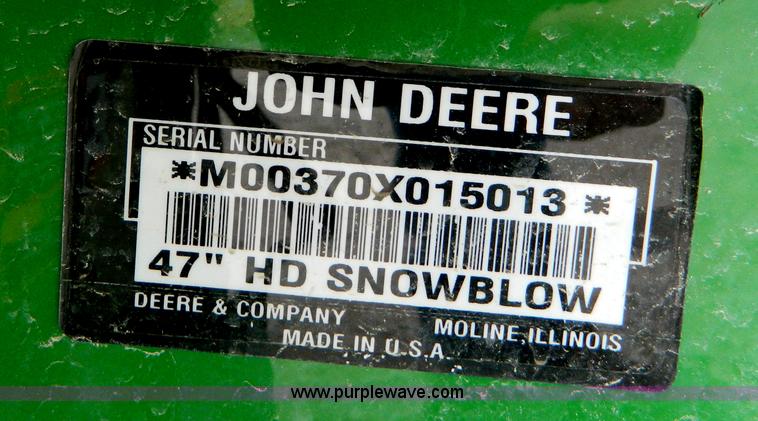 JOHN DEERE
SERIAL NUMBER
*M00370X015013*
47" HD SNOWBLOW
DEERE & COMPANY MOLINE, ILLINOIS
MADE IN U.S.A.
www.purplewave.com